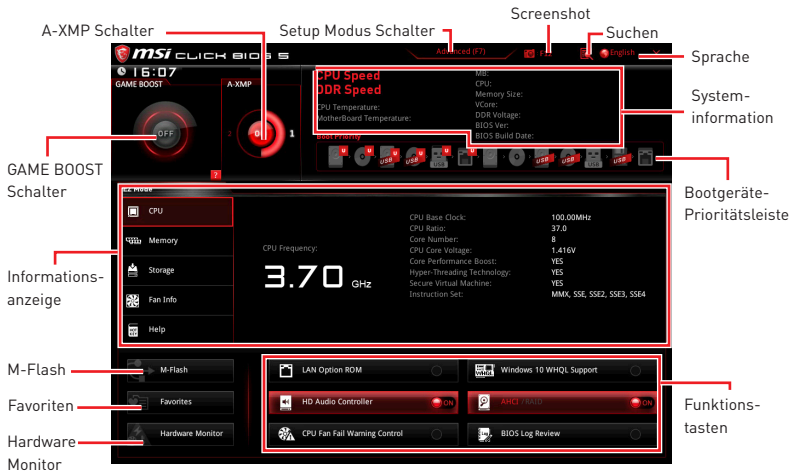 Screenshot
A-XMP Schalter
Setup Modus Schalter
Suchen
msi CLICK BIOS 5
Advanced (F7)
F12
English
X
Sprache
16:07
GAME BOOST
A-XMP
CPU Speed
DDR Speed
CPU Temperature:
MotherBoard Temperature:
MB:
CPU:
Memory Size:
VCore:
DDR Voltage:
BIOS Ver:
BIOS Build Date:
System-
information
OFF
2
1
Boot Priority
U
U
USB U
USB U
U
USB U
U
USB
USB
USB
USB
GAME BOOST
Schalter
?
Bootgeräte-
Prioritätsleiste
EZ Mode
CPU
Memory
Storage
Fan Info
Help
CPU Frequency:
3.70 GHz
CPU Base Clock: 100.00MHz
CPU Ratio: 37.0
Core Number: 8
CPU Core Voltage: 1.416V
Core Performance Boost: YES
Hyper-Threading Technology: YES
Secure Virtual Machine: YES
Instruction Set: MMX, SSE, SSE2, SSE3, SSE4
Informations-
anzeige
M-Flash
Favoriten
Hardware
Monitor
M-Flash
Favorites
Hardware Monitor
LAN Option ROM
Windows 10 WHQL Support
HD Audio Controller ON
AHCI /RAID ON
CPU Fan Fail Warning Control
BIOS Log Review
Funktions-
tasten